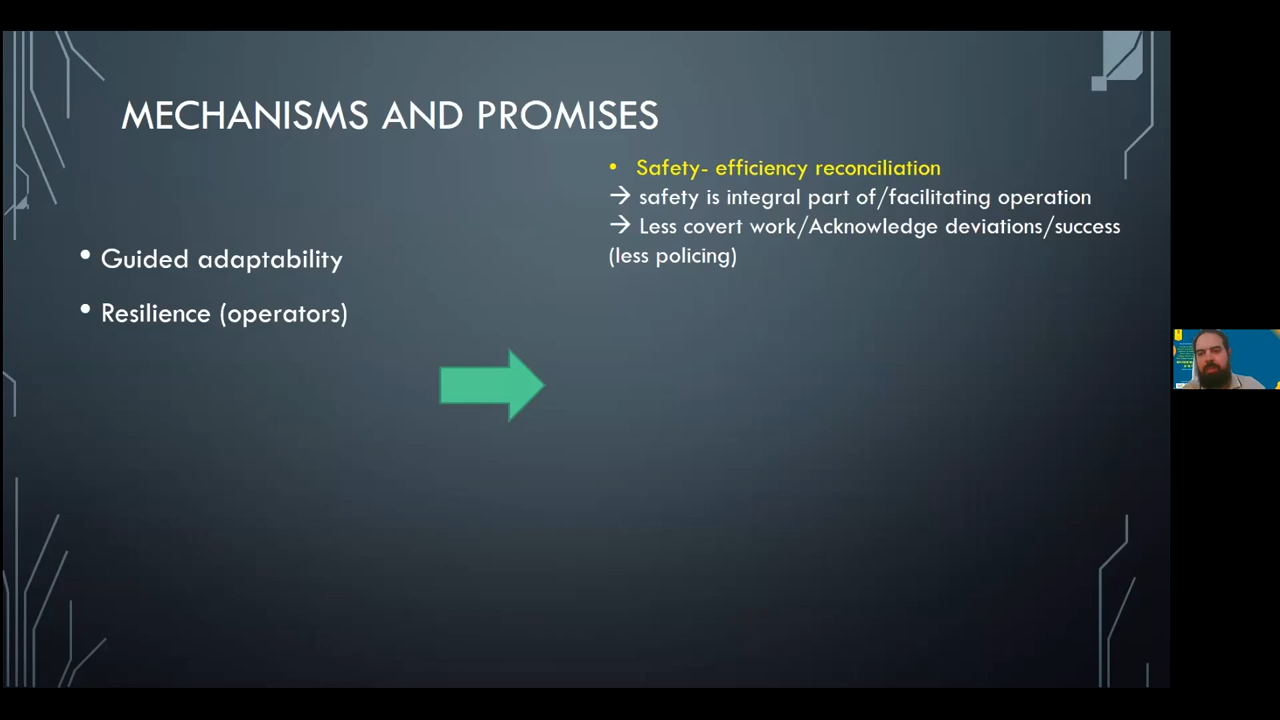 MECHANISMS AND PROMISES
• Guided adaptability
• Resilience (operators)
• Safety- efficiency reconciliation
→ safety is integral part of/facilitating operation
→ Less covert work/Acknowledge deviations/success
(less policing)